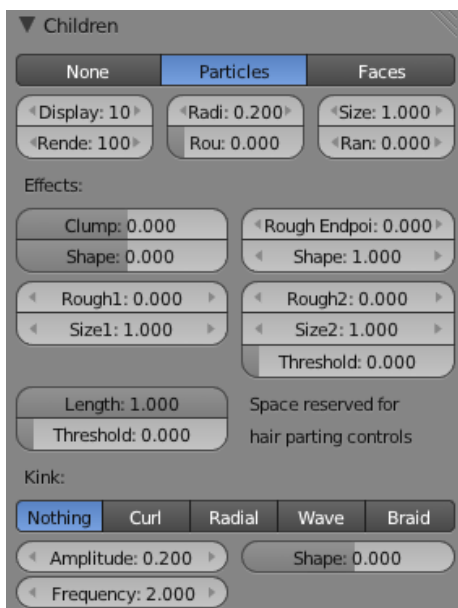 Children
None Particles Faces
Display: 10 Radi: 0.200 Size: 1.000
Rende: 100 Rou: 0.000 Ran: 0.000
Effects:
Clump: 0.000 Rough Endpoi: 0.000
Shape: 0.000 Shape: 1.000
Rough1: 0.000 Rough2: 0.000
Size1: 1.000 Size2: 1.000
Threshold: 0.000
Length: 1.000 Space reserved for
Threshold: 0.000 hair parting controls
Kink:
Nothing Curl Radial Wave Braid
Amplitude: 0.200 Shape: 0.000
Frequency: 2.000